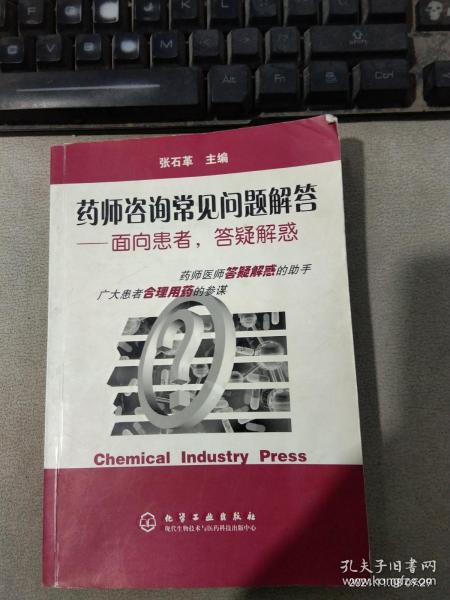 Alt
Fn
Ctrl
张石革 主编
药师咨询常见问题解答
——面向患者，答疑解惑
药师医师答疑解惑的助手
广大患者合理用药的参谋
Chemical Industry Press
化学工业出版社
现代生物技术与医药科技出版中心
孔夫子旧书网